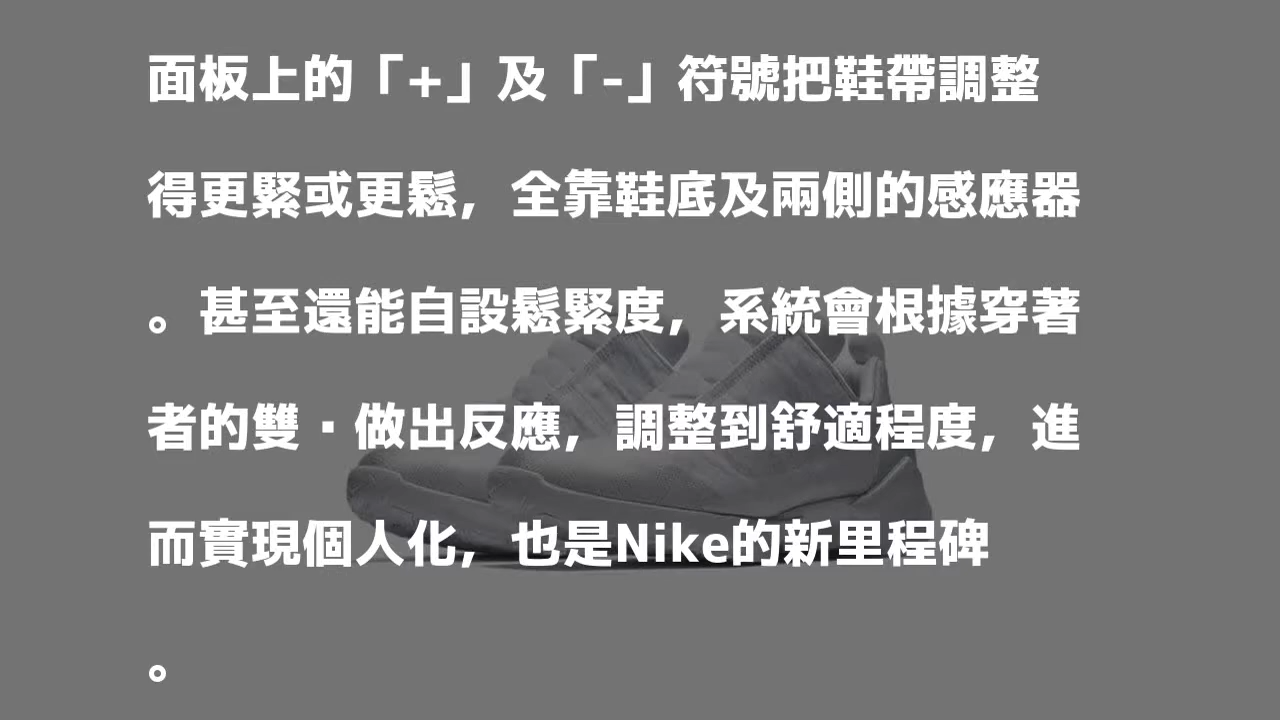 面板上的「+」及「-」符號把鞋帶調整
得更緊或更鬆，全靠鞋底及兩側的感應器
。甚至還能自設鬆緊度，系統會根據穿著
者的雙·做出反應，調整到舒適程度，進
而實現個人化，也是Nike的新里程碑
。